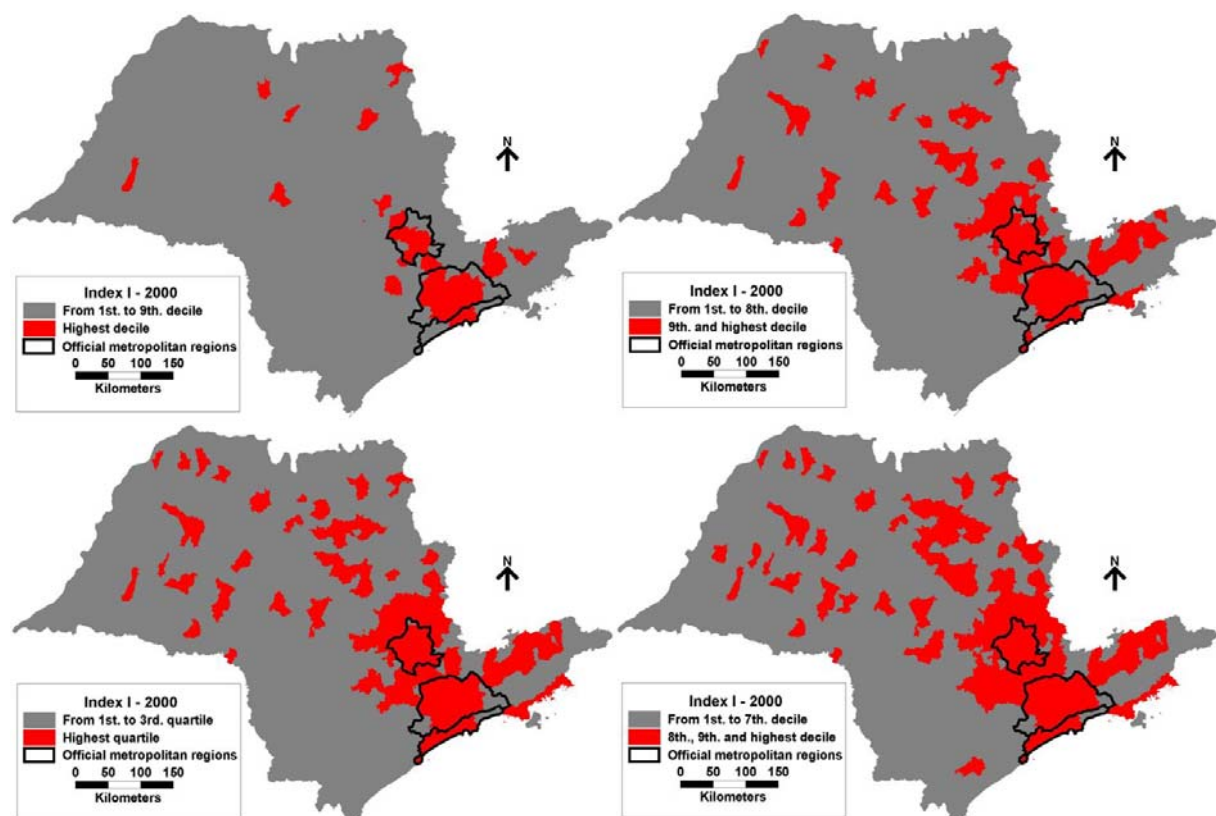 N
Index I - 2000
From 1st. to 9th. decile
Highest decile
Official metropolitan regions
0 50 100 150
Kilometers
N
Index I - 2000
From 1st. to 8th. decile
9th. and highest decile
Official metropolitan regions
0 50 100 150
Kilometers
N
Index I - 2000
From 1st. to 3rd. quartile
Highest quartile
Official metropolitan regions
0 50 100 150
Kilometers
N
Index I - 2000
From 1st. to 7th. decile
8th., 9th. and highest decile
Official metropolitan regions
0 50 100 150
Kilometers